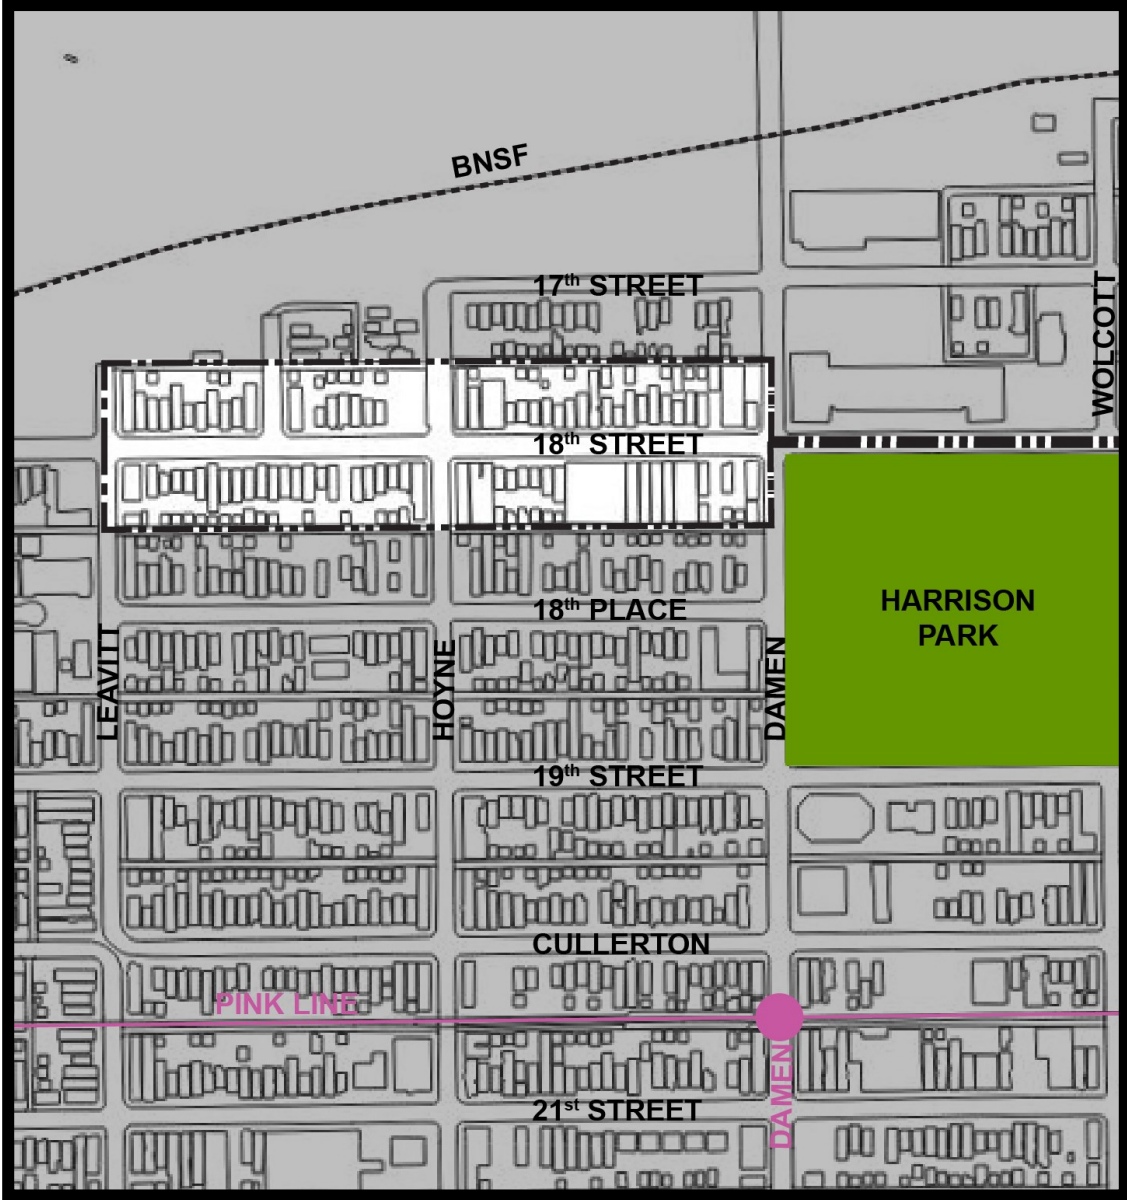 BNSF
17th STREET
WOLCOTT
18th STREET
HARRISON
PARK
18th PLACE
LEAVITT
HOYNE
DAMEN
19th STREET
CULLERTON
PINK LINE
DAMEN
21st STREET